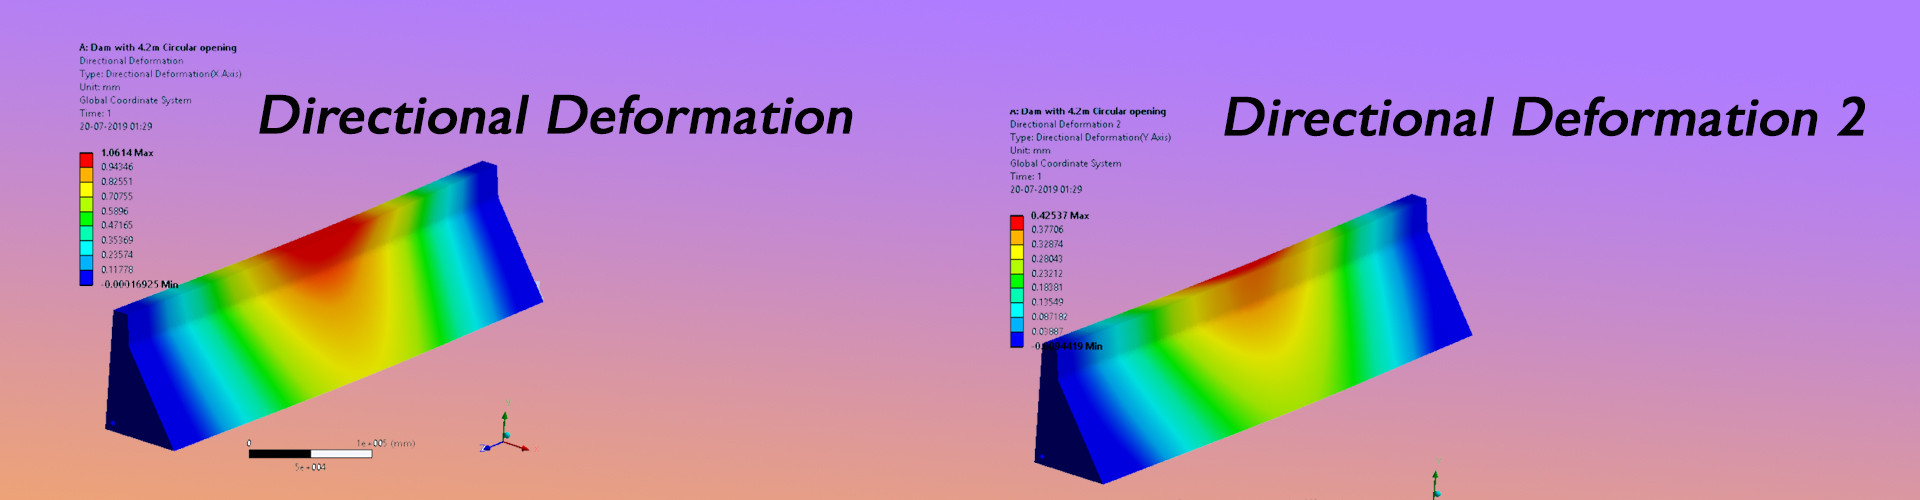 A: Dam with 4.2m Circular opening
Directional Deformation
Type: Directional Deformation(X Axis)
Unit: mm
Global Coordinate System
Time: 1
20-07-2019 01:29
Directional Deformation
1.0614 Max
0.94346
0.82551
0.70755
0.5896
0.47165
0.35369
0.23574
0.11778
-0.00016925 Min
0
1e+005 (mm)
5e+004
A: Dam with 4.2m Circular opening
Directional Deformation 2
Type: Directional Deformation(Y Axis)
Unit: mm
Global Coordinate System
Time: 1
20-07-2019 01:29
Directional Deformation 2
0.42537 Max
0.37706
0.32874
0.28043
0.23212
0.18381
0.13549
0.087182
0.03887
Min